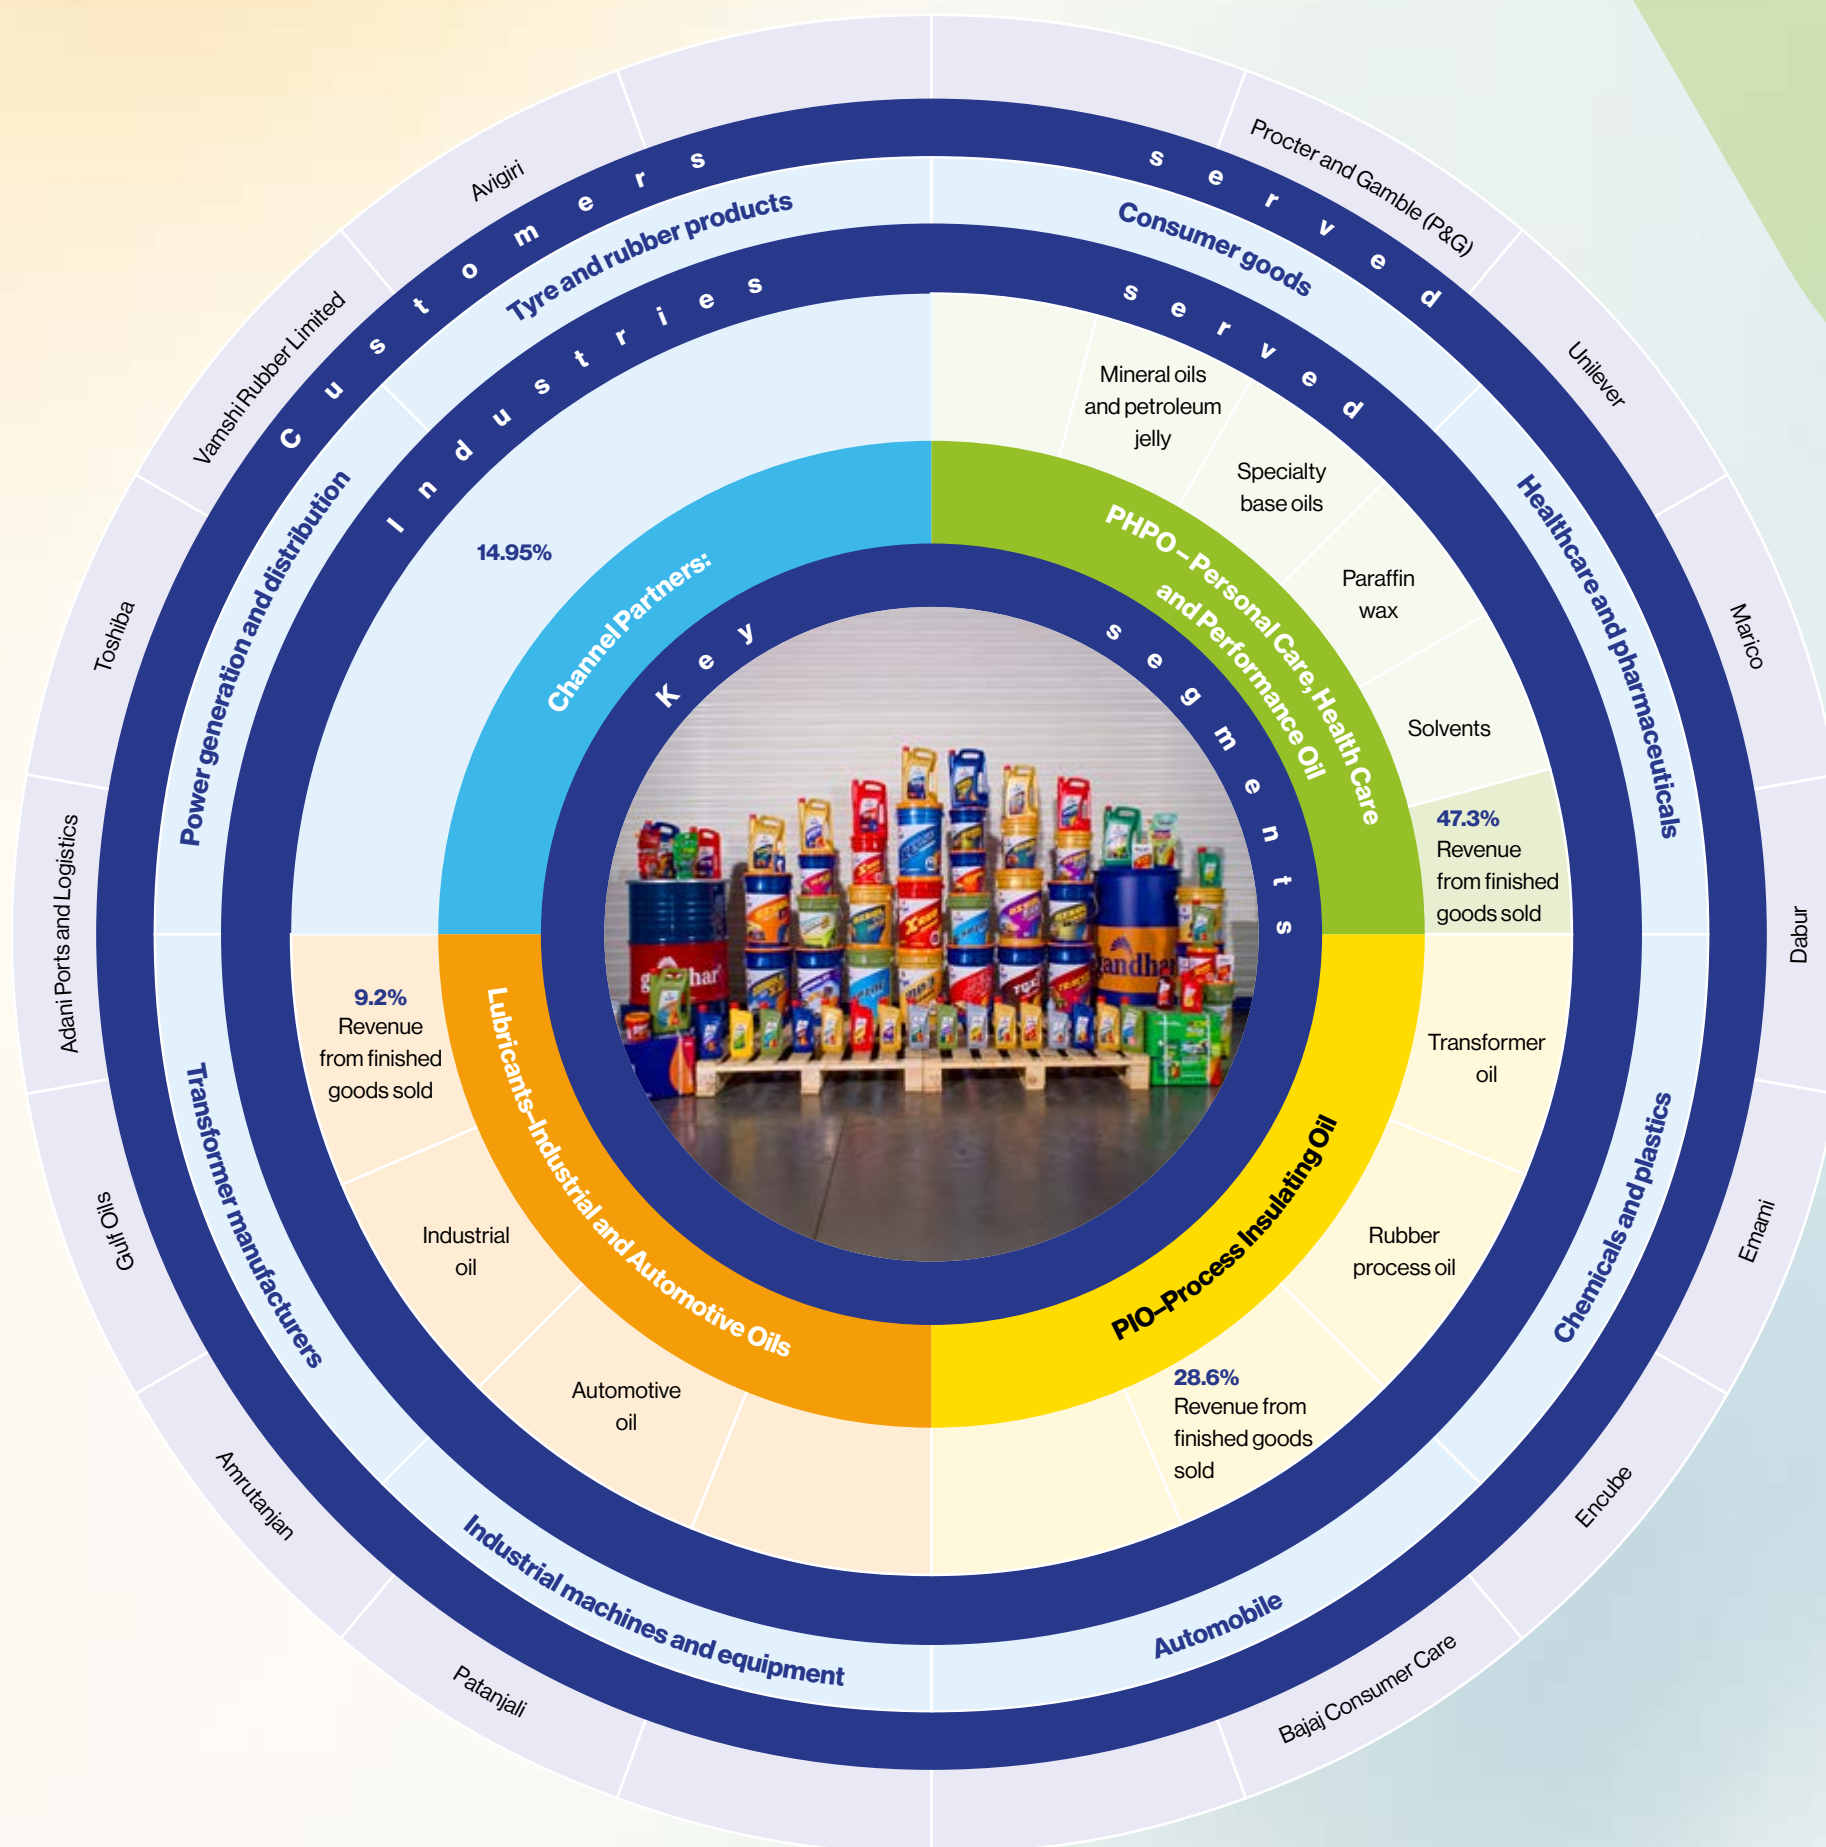 Customers served
Procter and Gamble (P&G)
Unilever
Marico
Dabur
Emami
Encube
Bajaj Consumer Care
Patanjali
Amrutanjan
Gulf Oils
Adani Ports and Logistics
Toshiba
Vamshi Rubber Limited
Avigiri
Industries served
Consumer goods
Healthcare and pharmaceuticals
Chemicals and plastics
Automobile
Industrial machines and equipment
Transformer manufacturers
Power generation and distribution
Tyre and rubber products
Key segments
PHPO – Personal Care, Health Care
and Performance Oil
Mineral oils
and petroleum
jelly
Specialty
base oils
Paraffin
wax
Solvents
47.3%
Revenue
from finished
goods sold
PIO–Process Insulating Oil
Transformer
oil
Rubber
process oil
28.6%
Revenue from
finished goods
sold
Lubricants–Industrial and Automotive Oils
Automotive
oil
Industrial
oil
9.2%
Revenue
from finished
goods sold
Channel Partners:
14.95%
gandhar